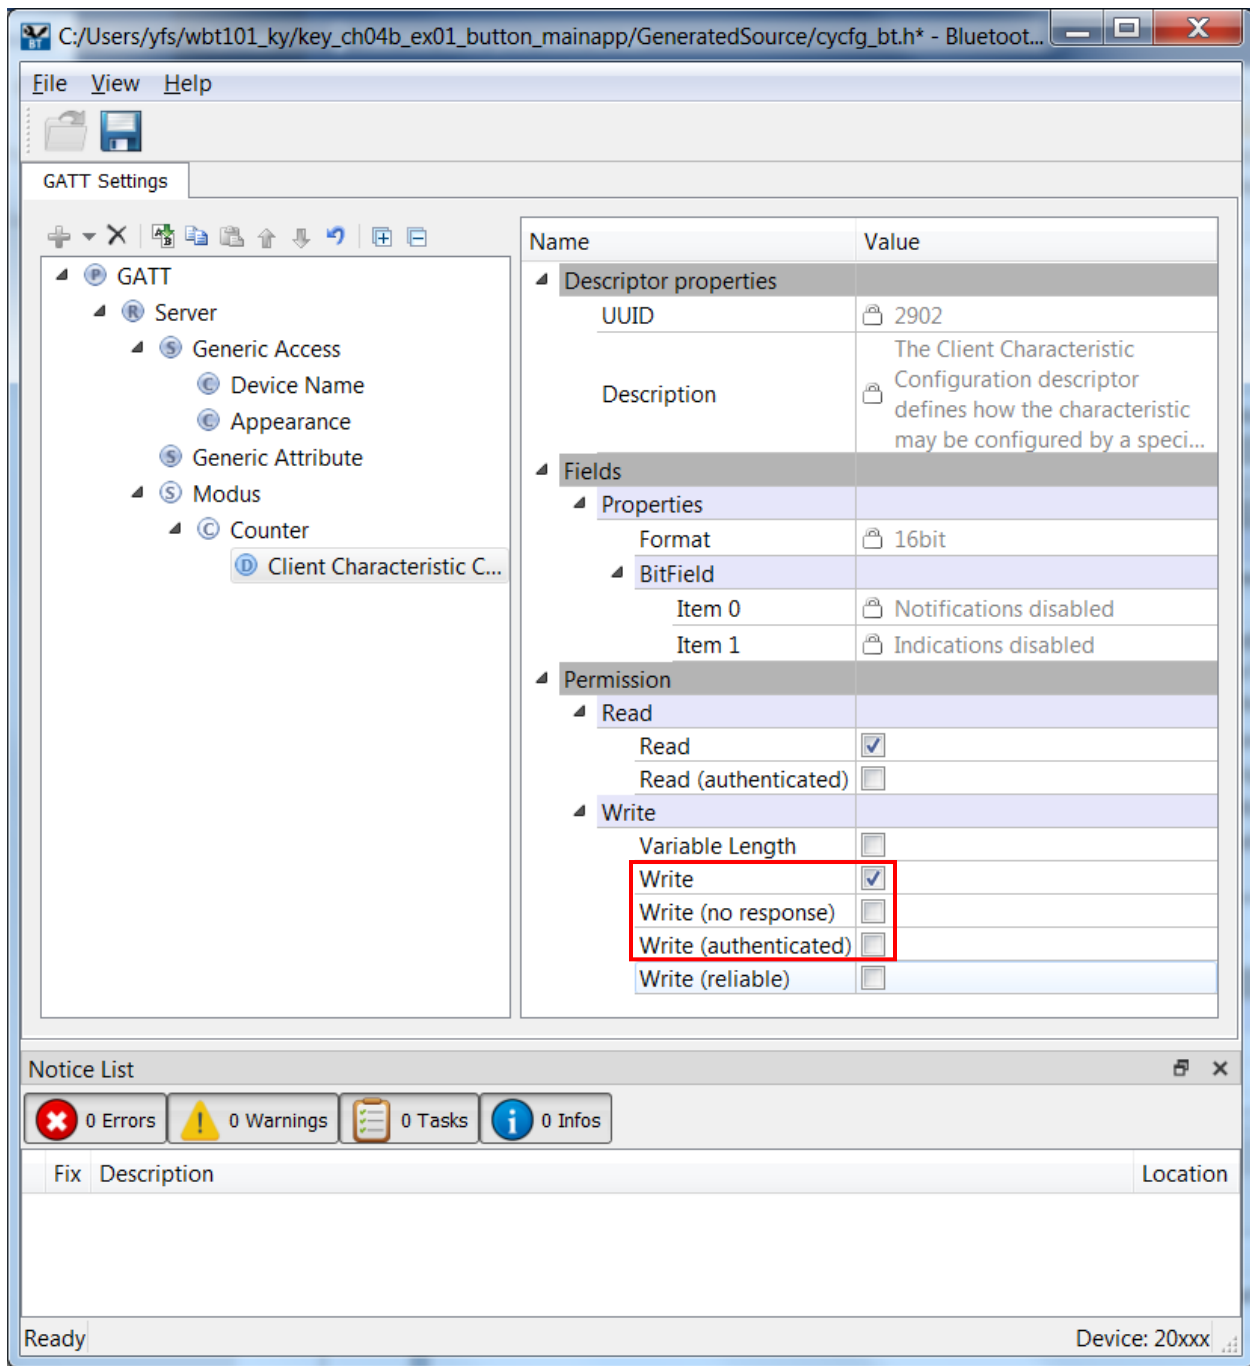 C:/Users/yfs/wbt101_ky/key_ch04b_ex01_button_mainapp/GeneratedSource/cycfg_bt.h* - Bluetoot...
BT
File View Help
GATT Settings
P GATT
R Server
S Generic Access
C Device Name
C Appearance
S Generic Attribute
S Modus
C Counter
D Client Characteristic C...
Name Value
Descriptor properties
UUID 2902
Description The Client Characteristic
Configuration descriptor
defines how the characteristic
may be configured by a speci...
Fields
Properties
Format 16bit
BitField
Item 0 Notifications disabled
Item 1 Indications disabled
Permission
Read
Read
Read (authenticated)
Write
Variable Length
Write
Write (no response)
Write (authenticated)
Write (reliable)
Notice List
0 Errors 0 Warnings 0 Tasks 0 Infos
Fix Description Location
Ready Device: 20xxx